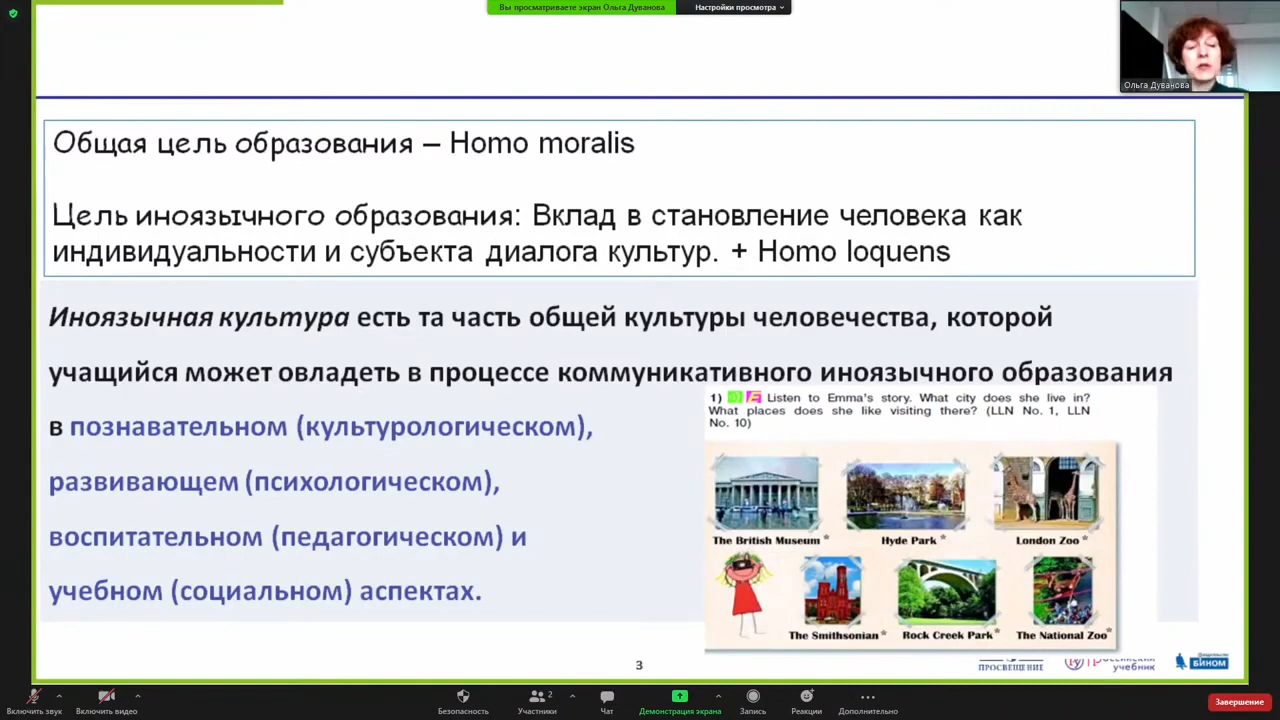 Вы просматриваете экран Ольга Дуванова
Настройки просмотра
Ольга Дуванова
Общая цель образования – Homo moralis
Цель иноязычного образования: Вклад в становление человека как
индивидуальности и субъекта диалога культур. + Homo loquens
Иноязычная культура есть та часть общей культуры человечества, которой
учащийся может овладеть в процессе коммуникативного иноязычного образования
в познавательном (культурологическом),
развивающем (психологическом),
воспитательном (педагогическом) и
учебном (социальном) аспектах.
1) Listen to Emma's story. What city does she live in?
What places does she like visiting there? (LLN No. 1, LLN
No. 10)
The British Museum*
Hyde Park*
London Zoo*
The Smithsonian*
Rock Creek Park*
The National Zoo*
3
ПРОСВЕЩЕНИЕ
российский
учебник
БИНОМ
Включить звук
Включить видео
Безопасность
2
Участники
Чат
Демонстрация экрана
Запись
Реакции
Дополнительно
Завершение